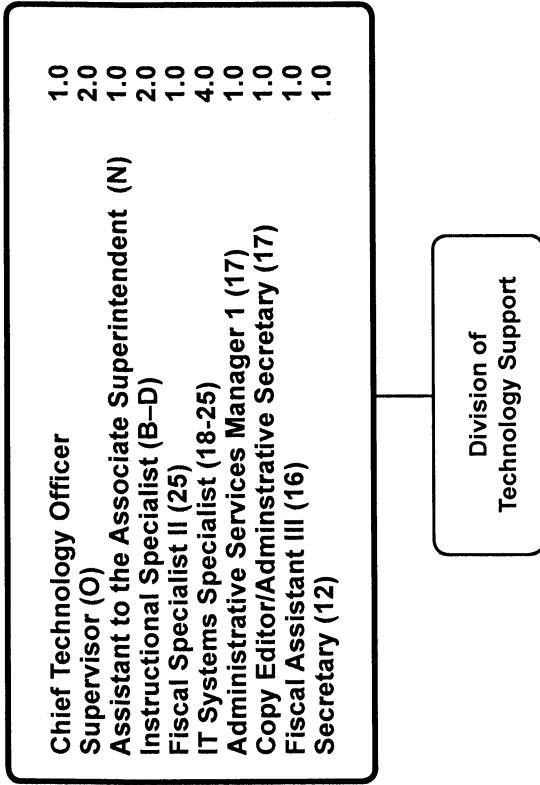 Chief Technology Officer 1.0
Supervisor (O) 2.0
Assistant to the Associate Superintendent (N) 1.0
Instructional Specialist (B–D) 2.0
Fiscal Specialist II (25) 1.0
IT Systems Specialist (18-25) 4.0
Administrative Services Manager 1 (17) 1.0
Copy Editor/Adminstrative Secretary (17) 1.0
Fiscal Assistant III (16) 1.0
Secretary (12) 1.0
Division of
Technology Support